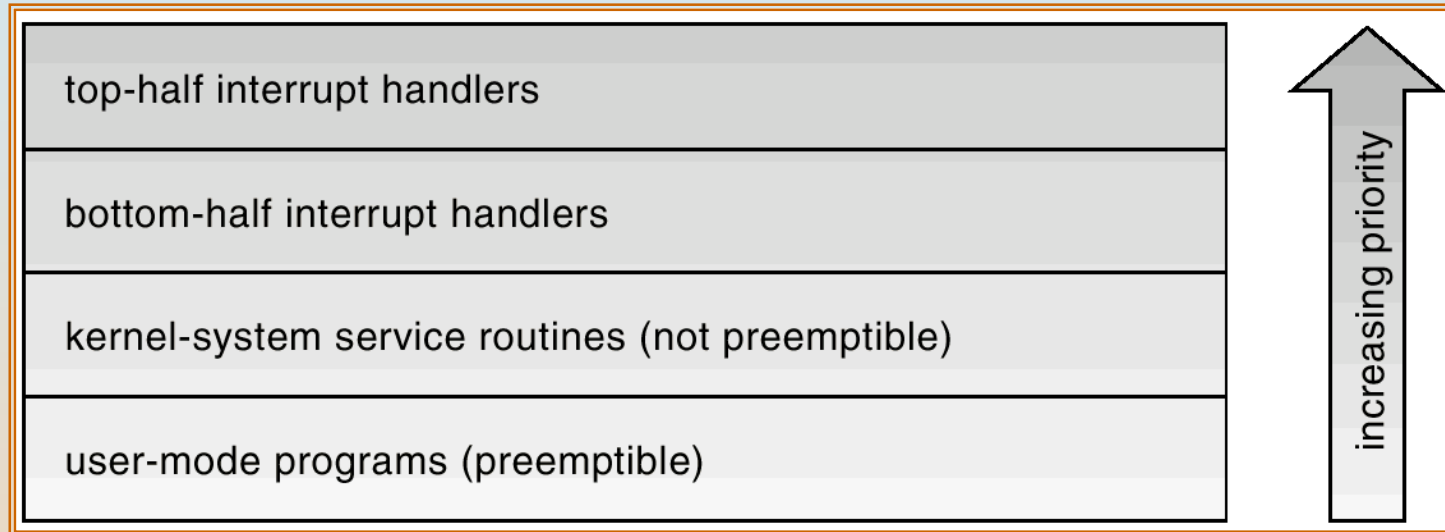 top-half interrupt handlers
bottom-half interrupt handlers
kernel-system service routines (not preemptible)
user-mode programs (preemptible)
increasing priority